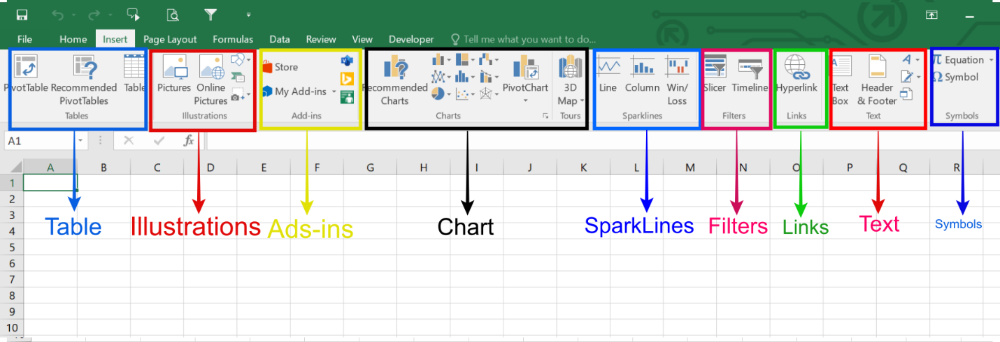 File Home Insert Page Layout Formulas Data Review View Developer Tell me what you want to do...
PivotTable Recommended PivotTables Table
Tables
Pictures Online Pictures
Illustrations
Store
My Add-ins
Add-ins
Recommended Charts
PivotChart
Charts
3D Map
Tours
Line Column Win/ Loss
Sparklines
Slicer Timeline
Filters
Hyperlink
Links
Text Box Header & Footer
Text
π Equation
Ω Symbol
Symbols
A1 fx
A B C D E F G H I J K L M N O P Q R
1
2
3
Table Illustrations Ads-ins Chart SparkLines Filters Links Text Symbols
4
5
6
7
8
9
10